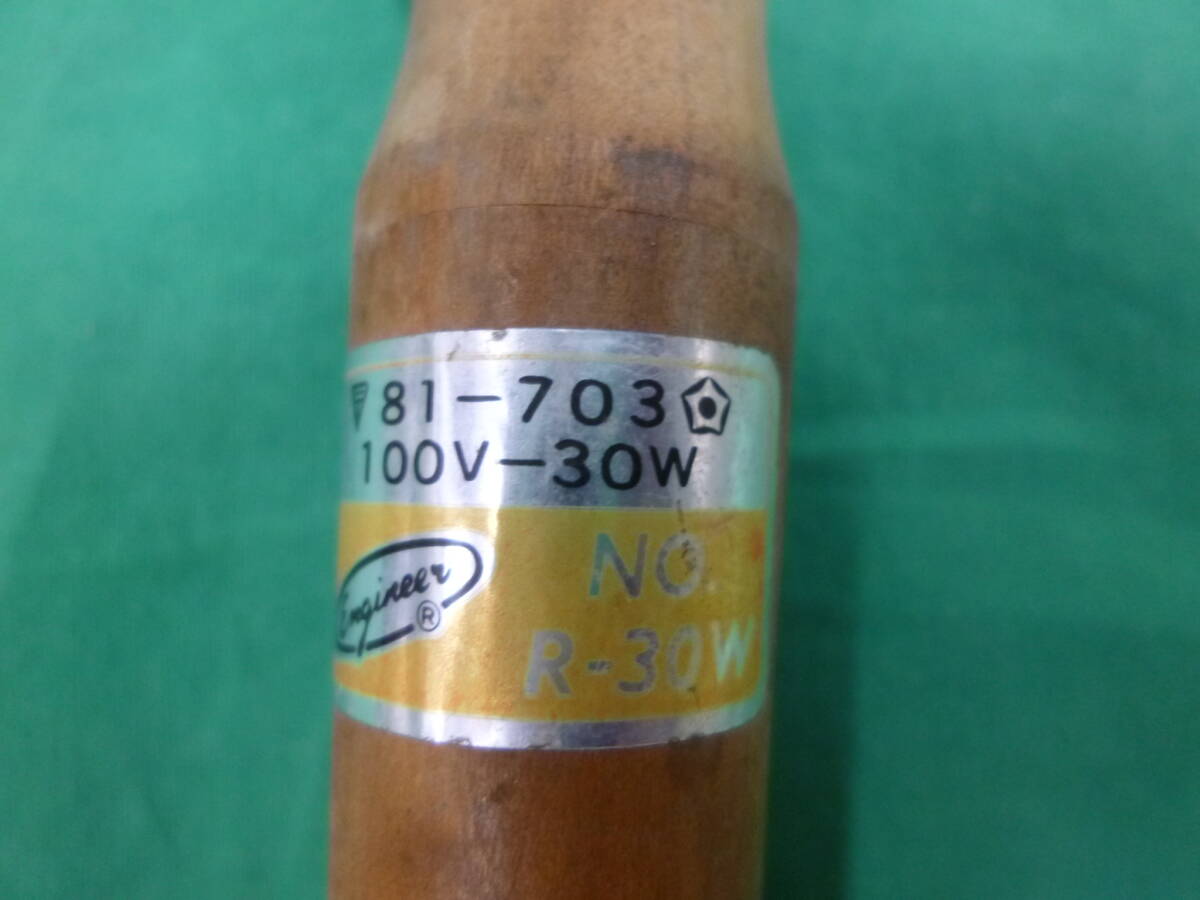 81-703
100V-30W
Engineer
®
NO.
R-30W